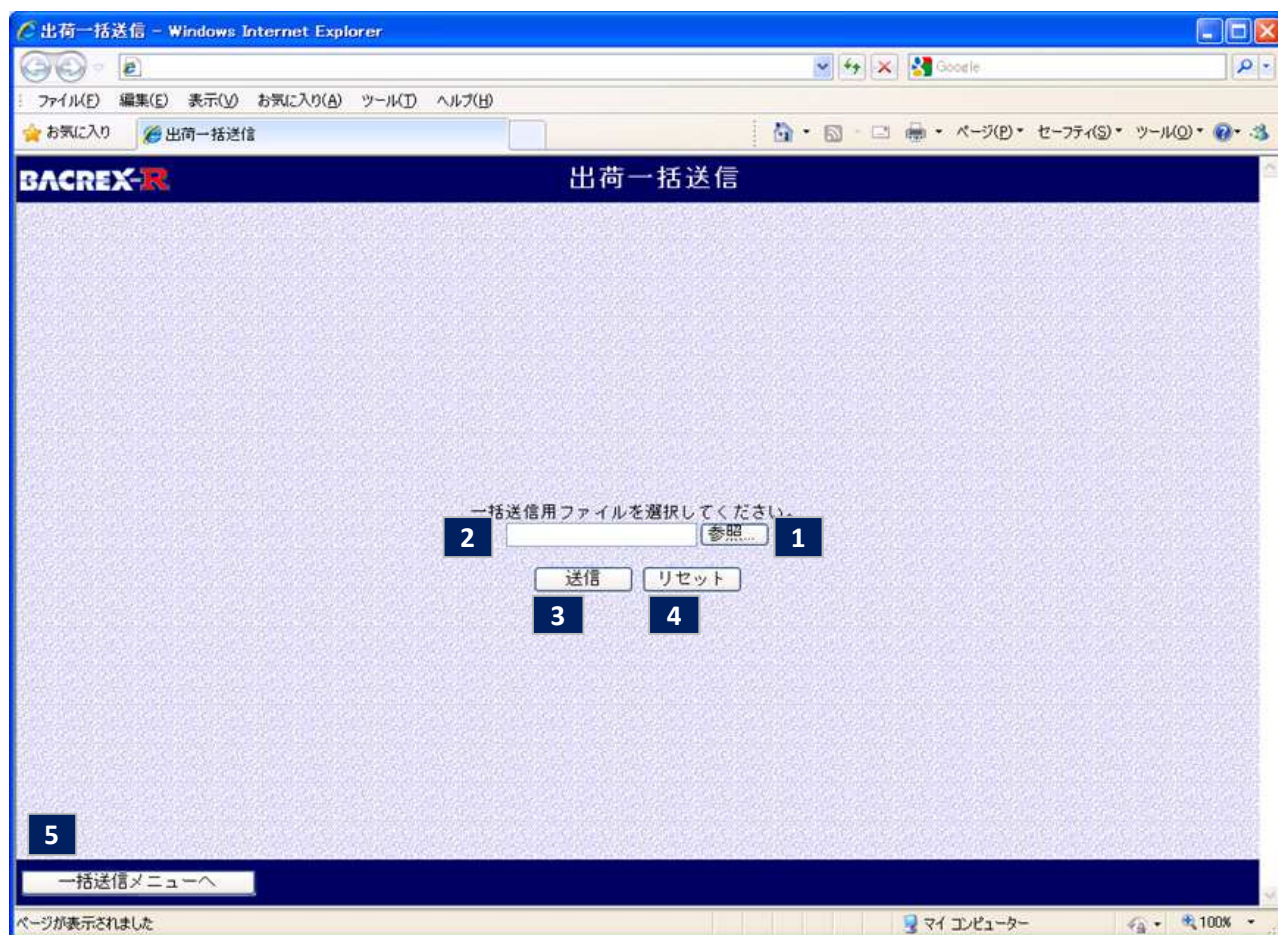 出荷一括送信 - Windows Internet Explorer
Google
ファイル(F) 編集(E) 表示(V) お気に入り(A) ツール(T) ヘルプ(H)
お気に入り 出荷一括送信 ページ(P) セーフティ(S) ツール(O)
BACREX-R 出荷一括送信
一括送信用ファイルを選択してください。
2 参照... 1
送信 リセット
3 4
5
一括送信メニューへ
ページが表示されました マイ コンピューター 100%